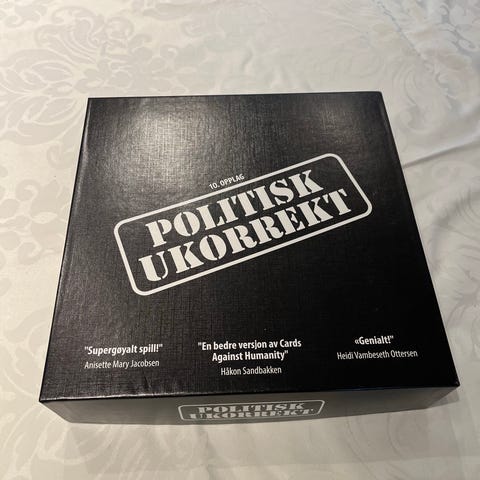 10. OPPLAG
POLITISK
UKORREKT
"Supergøyalt spill!"
Anisette Mary Jacobsen
"En bedre versjon av Cards
Against Humanity"
Håkon Sandbakken
«Genialt!"
Heidi Vambeseth Ottersen
POLITISK
UKORREKT